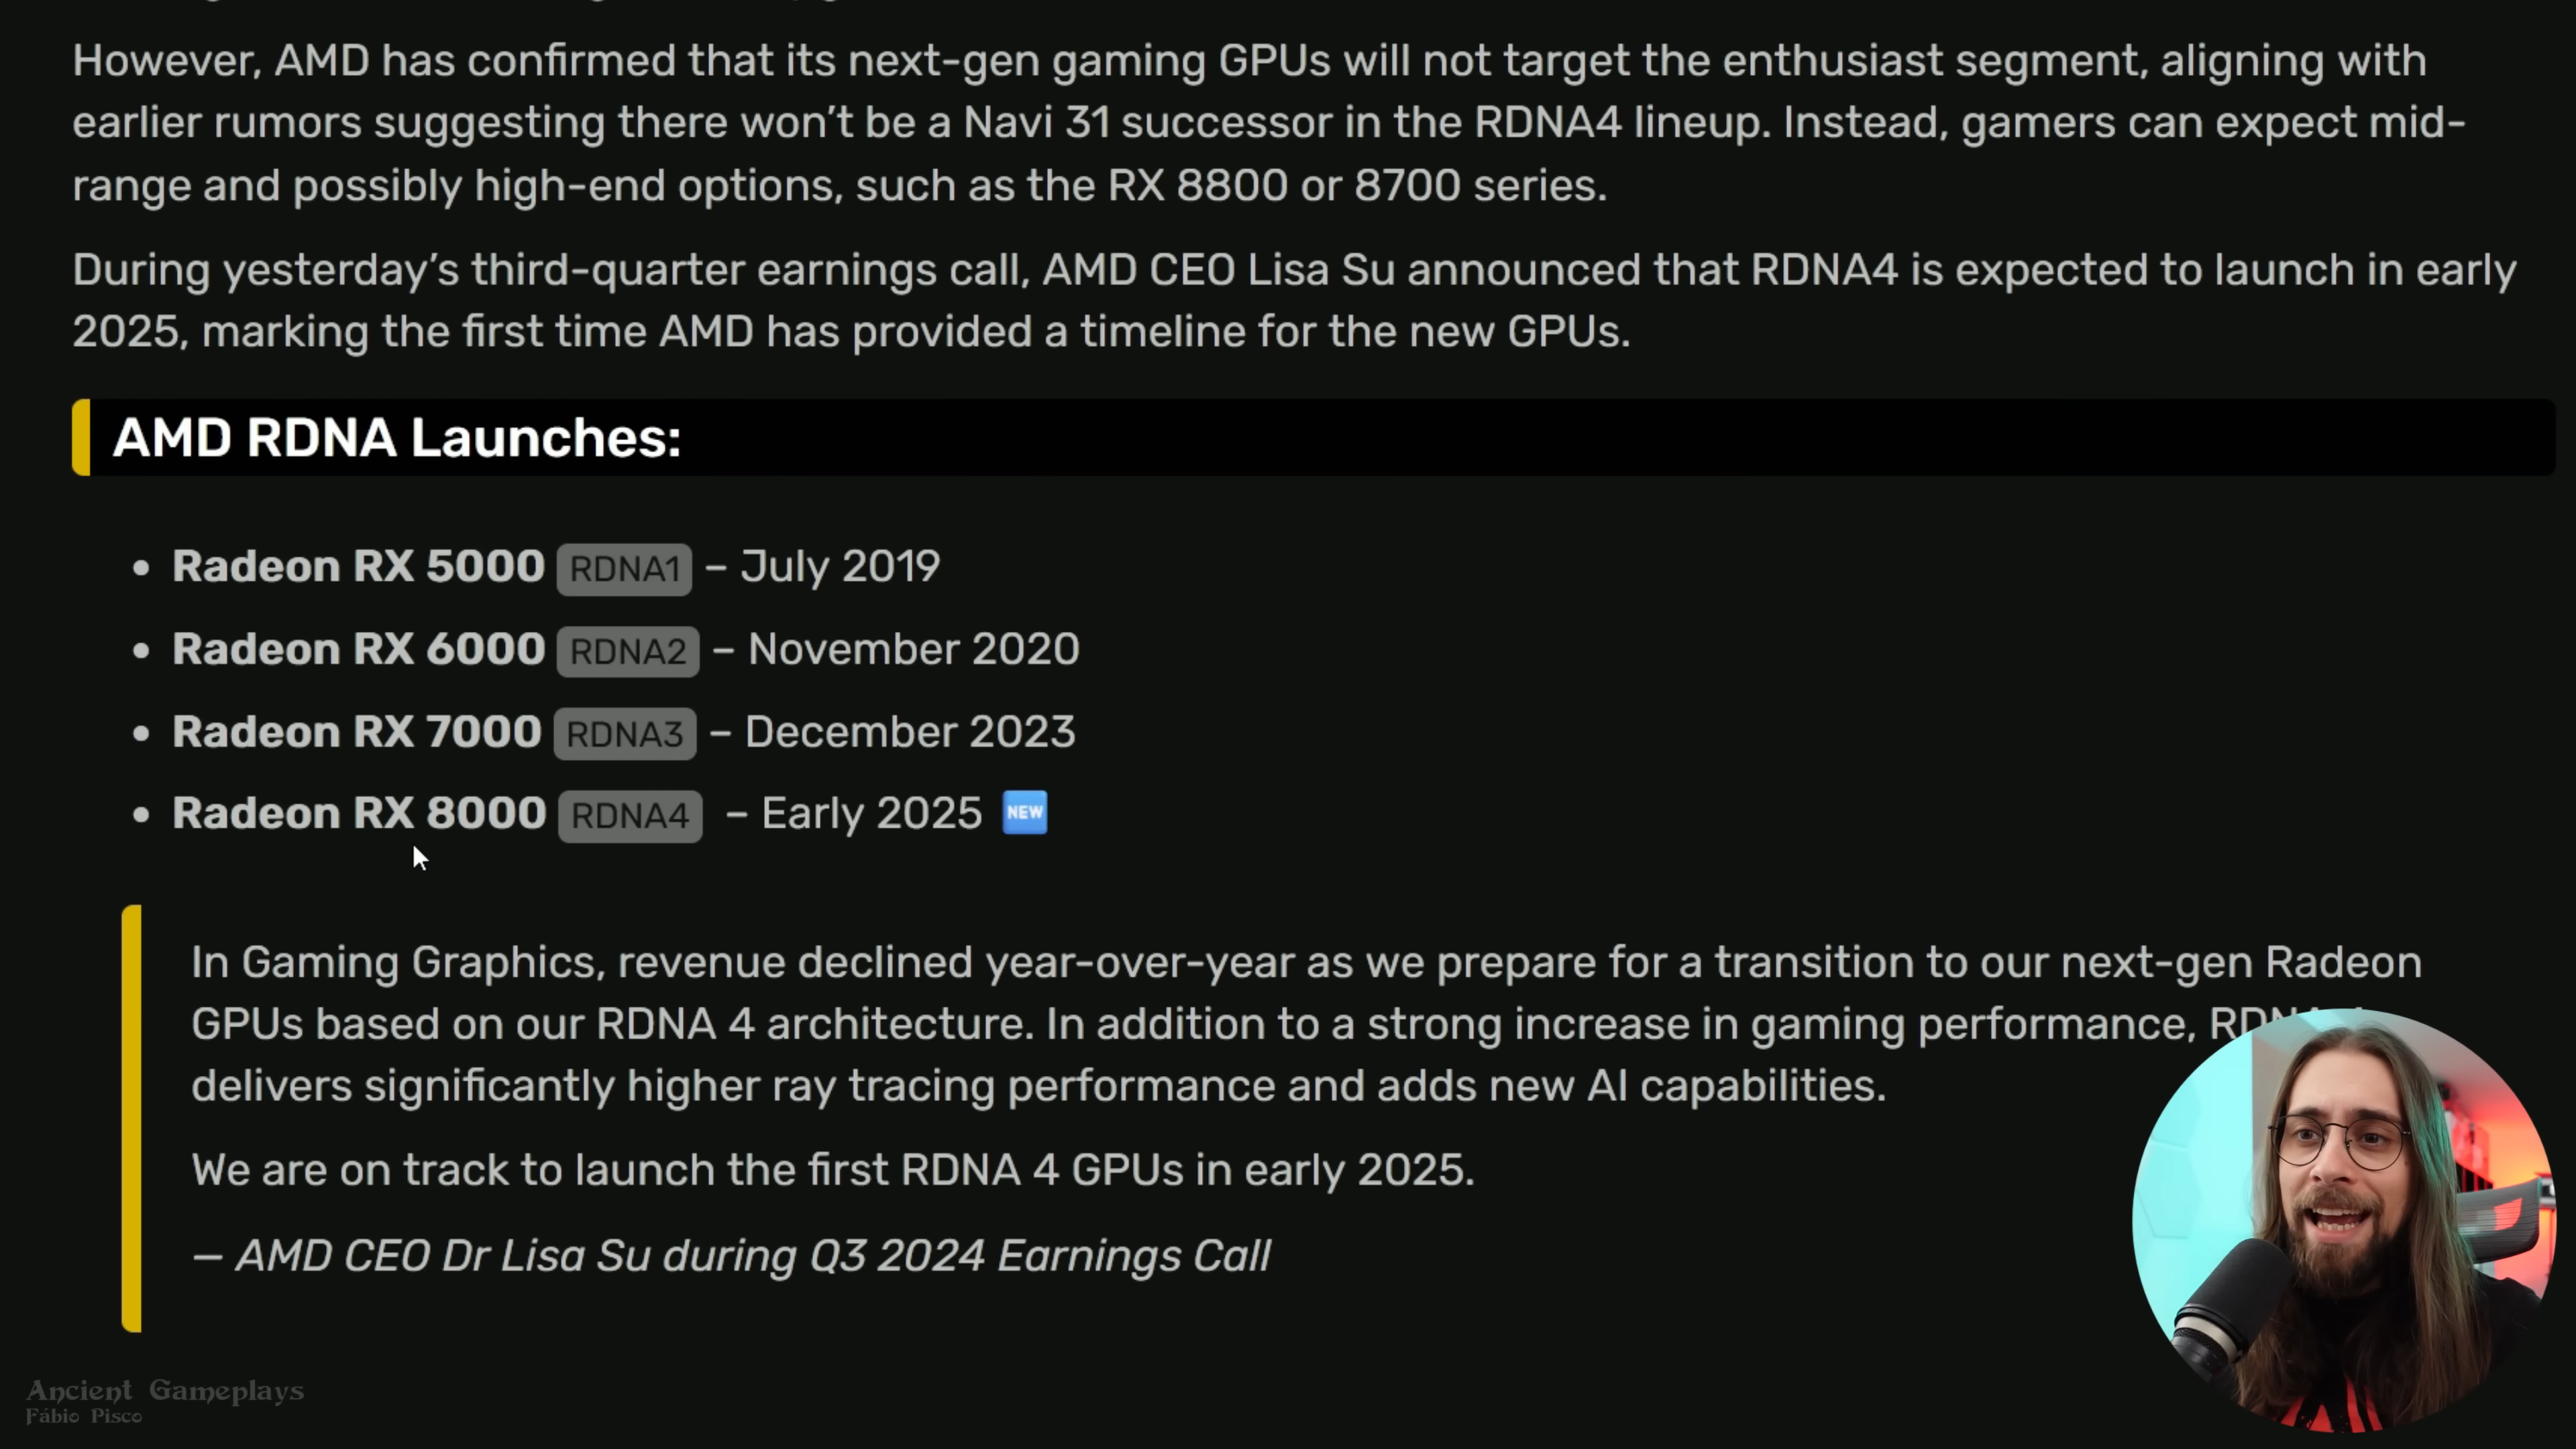 However, AMD has confirmed that its next-gen gaming GPUs will not target the enthusiast segment, aligning with
earlier rumors suggesting there won’t be a Navi 31 successor in the RDNA4 lineup. Instead, gamers can expect mid-
range and possibly high-end options, such as the RX 8800 or 8700 series.
During yesterday’s third-quarter earnings call, AMD CEO Lisa Su announced that RDNA4 is expected to launch in early
2025, marking the first time AMD has provided a timeline for the new GPUs.
AMD RDNA Launches:
• Radeon RX 5000 RDNA1 – July 2019
• Radeon RX 6000 RDNA2 – November 2020
• Radeon RX 7000 RDNA3 – December 2023
• Radeon RX 8000 RDNA4 – Early 2025 NEW
In Gaming Graphics, revenue declined year-over-year as we prepare for a transition to our next-gen Radeon
GPUs based on our RDNA 4 architecture. In addition to a strong increase in gaming performance,
delivers significantly higher ray tracing performance and adds new AI capabilities.
We are on track to launch the first RDNA 4 GPUs in early 2025.
— AMD CEO Dr Lisa Su during Q3 2024 Earnings Call
Ancient Gameplays
Fábio Pisco